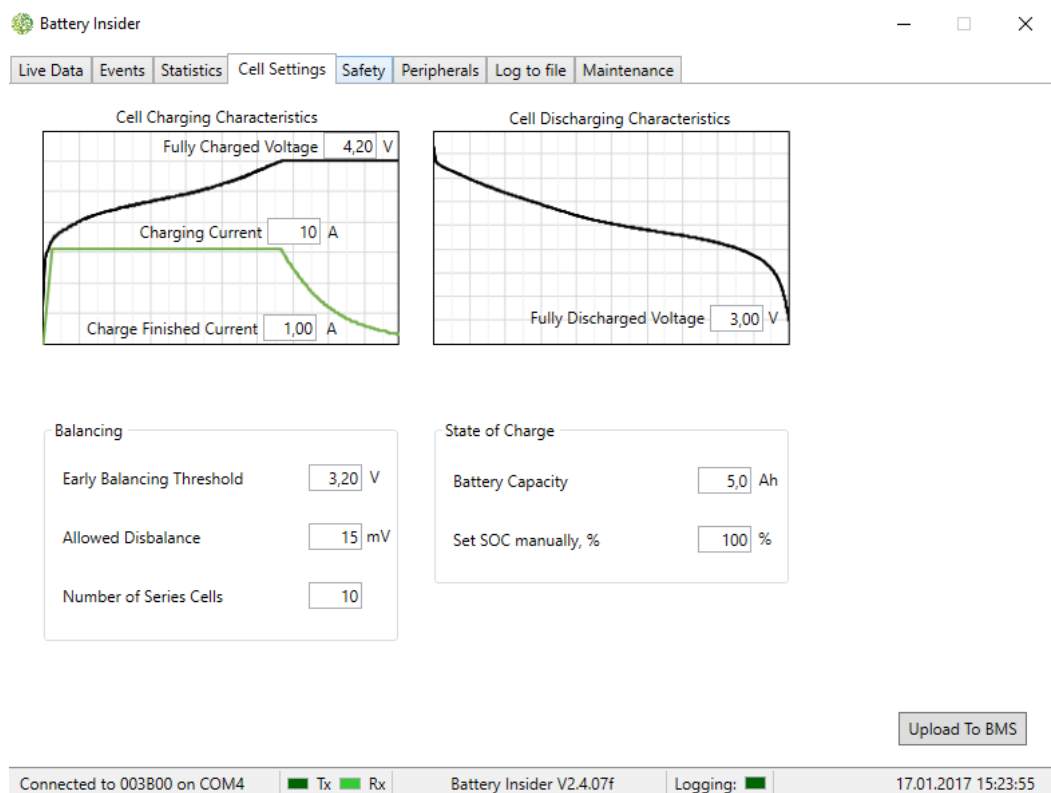 Battery Insider
Live Data Events Statistics Cell Settings Safety Peripherals Log to file Maintenance
Cell Charging Characteristics
Fully Charged Voltage 4,20 V
Charging Current 10 A
Charge Finished Current 1,00 A
Cell Discharging Characteristics
Fully Discharged Voltage 3,00 V
Balancing
Early Balancing Threshold 3,20 V
Allowed Disbalance 15 mV
Number of Series Cells 10
State of Charge
Battery Capacity 5,0 Ah
Set SOC manually, % 100 %
Upload To BMS
Connected to 003B00 on COM4 Tx Rx Battery Insider V2.4.07f Logging: 17.01.2017 15:23:55